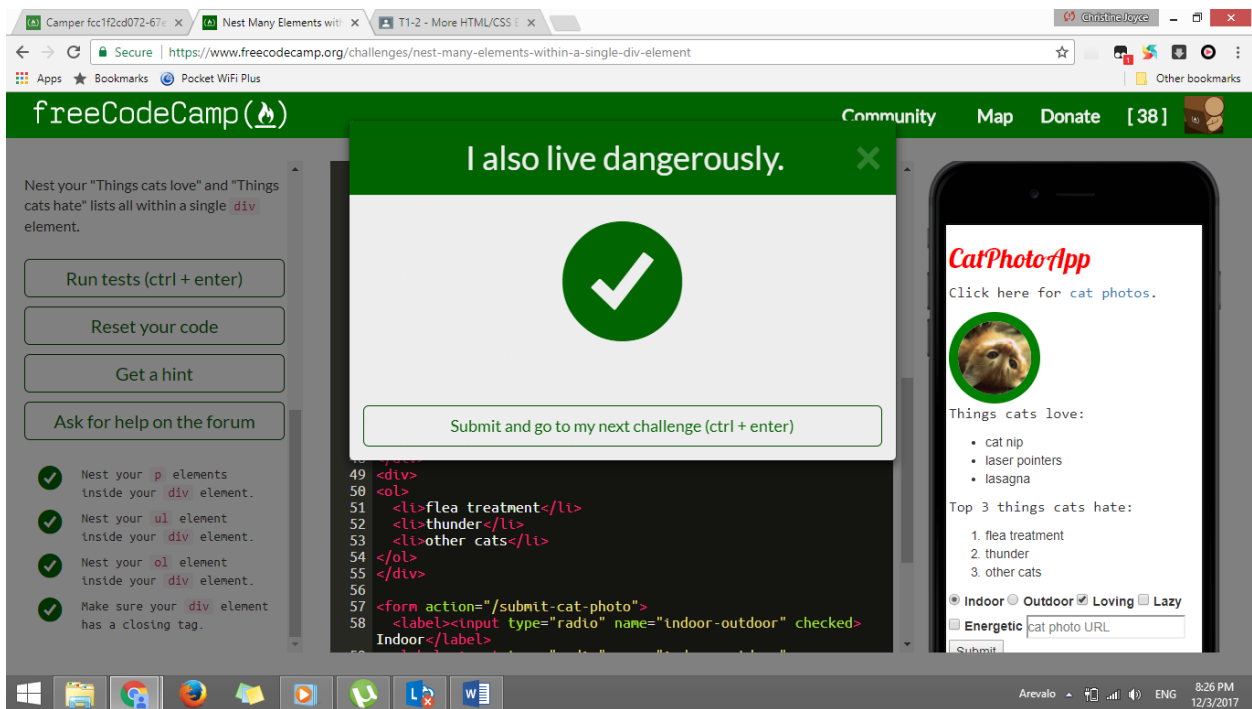 Camper fcc1f2cd072-67e
Nest Many Elements with
T1-2 - More HTML/CSS E
ChristineJoyce
Secure | https://www.freecodecamp.org/challenges/nest-many-elements-within-a-single-div-element
Apps Bookmarks Pocket WiFi Plus
Other bookmarks
freeCodeCamp(
)
Community Map Donate [ 38 ]
I also live dangerously.
Submit and go to my next challenge (ctrl + enter)
Nest your "Things cats love" and "Things
cats hate" lists all within a single div
element.
Run tests (ctrl + enter)
Reset your code
Get a hint
Ask for help on the forum
Nest your p elements
inside your div element.
Nest your ul element
inside your div element.
Nest your ol element
inside your div element.
Make sure your div element
has a closing tag.
49 <div>
50 <ol>
51 <li>flea treatment</li>
52 <li>thunder</li>
53 <li>other cats</li>
54 </ol>
55 </div>
56
57 <form action="/submit-cat-photo">
58 <label><input type="radio" name="indoor-outdoor" checked>
Indoor</label>
CatPhotoApp
Click here for cat photos.
Things cats love:
• cat nip
• laser pointers
• lasagna
Top 3 things cats hate:
1. flea treatment
2. thunder
3. other cats
Indoor Outdoor Loving Lazy
Energetic cat photo URL
Submit
Arevalo ENG 8:26 PM
12/3/2017